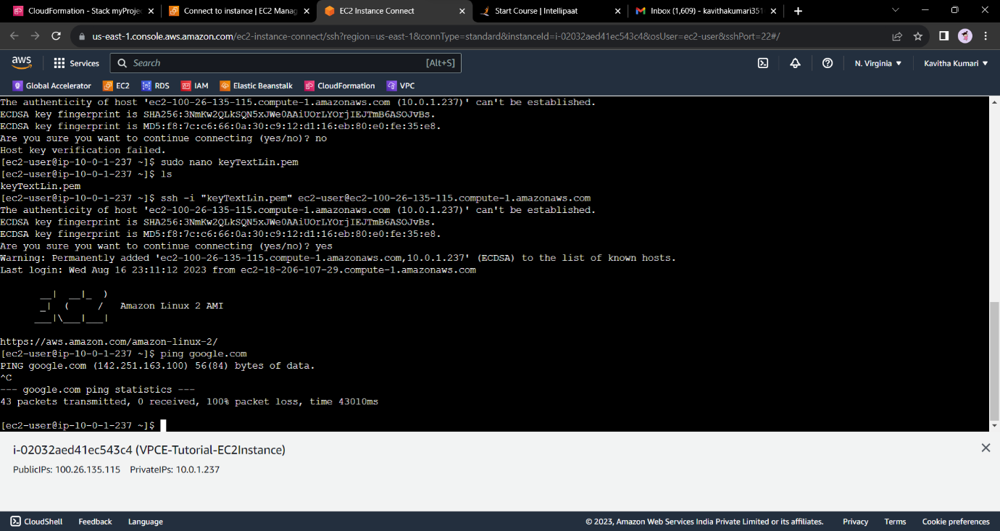 CloudFormation - Stack myProje
Connect to instance | EC2 Manag
EC2 Instance Connect
Start Course | Intellipaat
Inbox (1,609) - kavithakumari351
us-east-1.console.aws.amazon.com/ec2-instance-connect/ssh?region=us-east-1&connType=standard&instanceId=i-02032aed41ec543c4&osUser=ec2-user&sshPort=22#/
aws Services Search [Alt+S] N. Virginia Kavitha Kumari
Global Accelerator EC2 RDS IAM Elastic Beanstalk CloudFormation VPC
The authenticity of host 'ec2-100-26-135-115.compute-1.amazonaws.com (10.0.1.237)' can't be established.
ECDSA key fingerprint is SHA256:3NmKw2QLkSQN5xJWe0AAiUOrLYOrjIEJTmB6ASOJvBs.
ECDSA key fingerprint is MD5:f8:7c:c6:66:0a:30:c9:12:d1:16:eb:80:e0:fe:35:e8.
Are you sure you want to continue connecting (yes/no)? no
Host key verification failed.
[ec2-user@ip-10-0-1-237 ~]$ sudo nano keyTextLin.pem
[ec2-user@ip-10-0-1-237 ~]$ ls
keyTextLin.pem
[ec2-user@ip-10-0-1-237 ~]$ ssh -i "keyTextLin.pem" ec2-user@ec2-100-26-135-115.compute-1.amazonaws.com
The authenticity of host 'ec2-100-26-135-115.compute-1.amazonaws.com (10.0.1.237)' can't be established.
ECDSA key fingerprint is SHA256:3NmKw2QLkSQN5xJWe0AAiUOrLYOrjIEJTmB6ASOJvBs.
ECDSA key fingerprint is MD5:f8:7c:c6:66:0a:30:c9:12:d1:16:eb:80:e0:fe:35:e8.
Are you sure you want to continue connecting (yes/no)? yes
Warning: Permanently added 'ec2-100-26-135-115.compute-1.amazonaws.com,10.0.1.237' (ECDSA) to the list of known hosts.
Last login: Wed Aug 16 23:11:12 2023 from ec2-18-206-107-29.compute-1.amazonaws.com
__|  __|_  )
_|  (     /   Amazon Linux 2 AMI
___|\___|___|
https://aws.amazon.com/amazon-linux-2/
[ec2-user@ip-10-0-1-237 ~]$ ping google.com
PING google.com (142.251.163.100) 56(84) bytes of data.
^C
--- google.com ping statistics ---
43 packets transmitted, 0 received, 100% packet loss, time 43010ms
[ec2-user@ip-10-0-1-237 ~]$
i-02032aed41ec543c4 (VPCE-Tutorial-EC2Instance)
PublicIPs: 100.26.135.115 PrivateIPs: 10.0.1.237
CloudShell Feedback Language © 2023, Amazon Web Services India Private Limited or its affiliates. Privacy Terms Cookie preferences